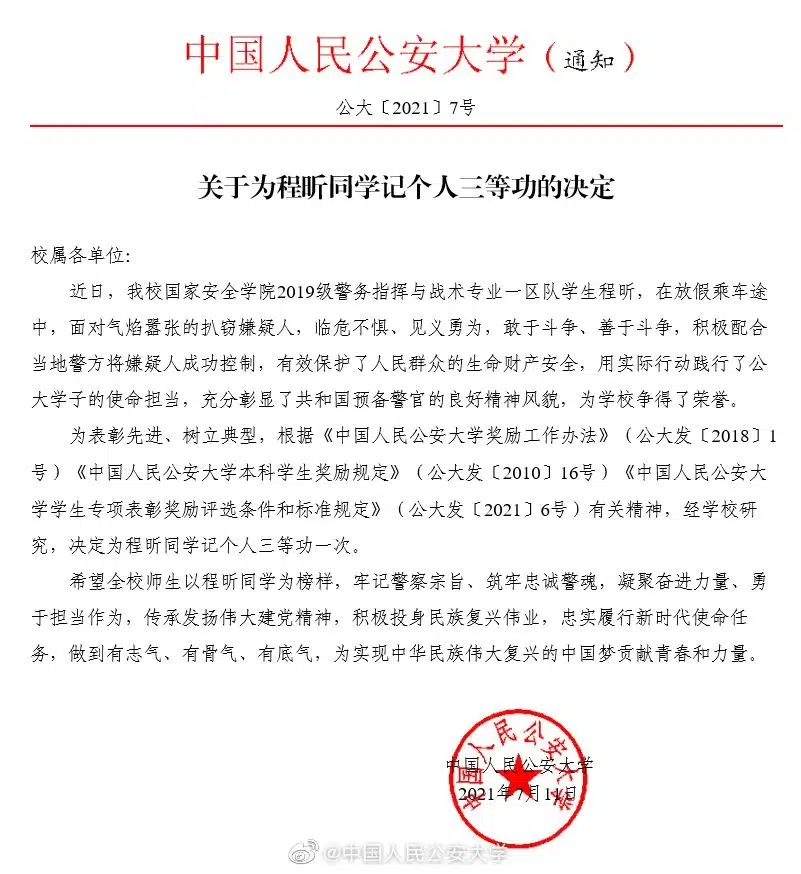 中国人民公安大学（通知）
公大〔2021〕7号
关于为程昕同学记个人三等功的决定
校属各单位:
近日，我校国家安全学院2019级警务指挥与战术专业一区队学生程昕，在放假乘车途
中，面对气焰嚣张的扒窃嫌疑人，临危不惧、见义勇为，敢于斗争、善于斗争，积极配合
当地警方将嫌疑人成功控制，有效保护了人民群众的生命财产安全，用实际行动践行了公
大学子的使命担当，充分彰显了共和国预备警官的良好精神风貌，为学校争得了荣誉。
为表彰先进、树立典型，根据《中国人民公安大学奖励工作办法》（公大发〔2018〕1
号）《中国人民公安大学本科学生奖励规定》（公大发〔2010〕16号）《中国人民公安大
学学生专项表彰奖励评选条件和标准规定》（公大发〔2021〕6号）有关精神，经学校研
究，决定为程昕同学记个人三等功一次。
希望全校师生以程昕同学为榜样，牢记警察宗旨、筑牢忠诚警魂，凝聚奋进力量、勇
于担当作为，传承发扬伟大建党精神，积极投身民族复兴伟业，忠实履行新时代使命任
务，做到有志气、有骨气、有底气，为实现中华民族伟大复兴的中国梦贡献青春和力量。
中国人民公安大学
中国人民公安大学
2021年7月14日
@中国人民公安大学